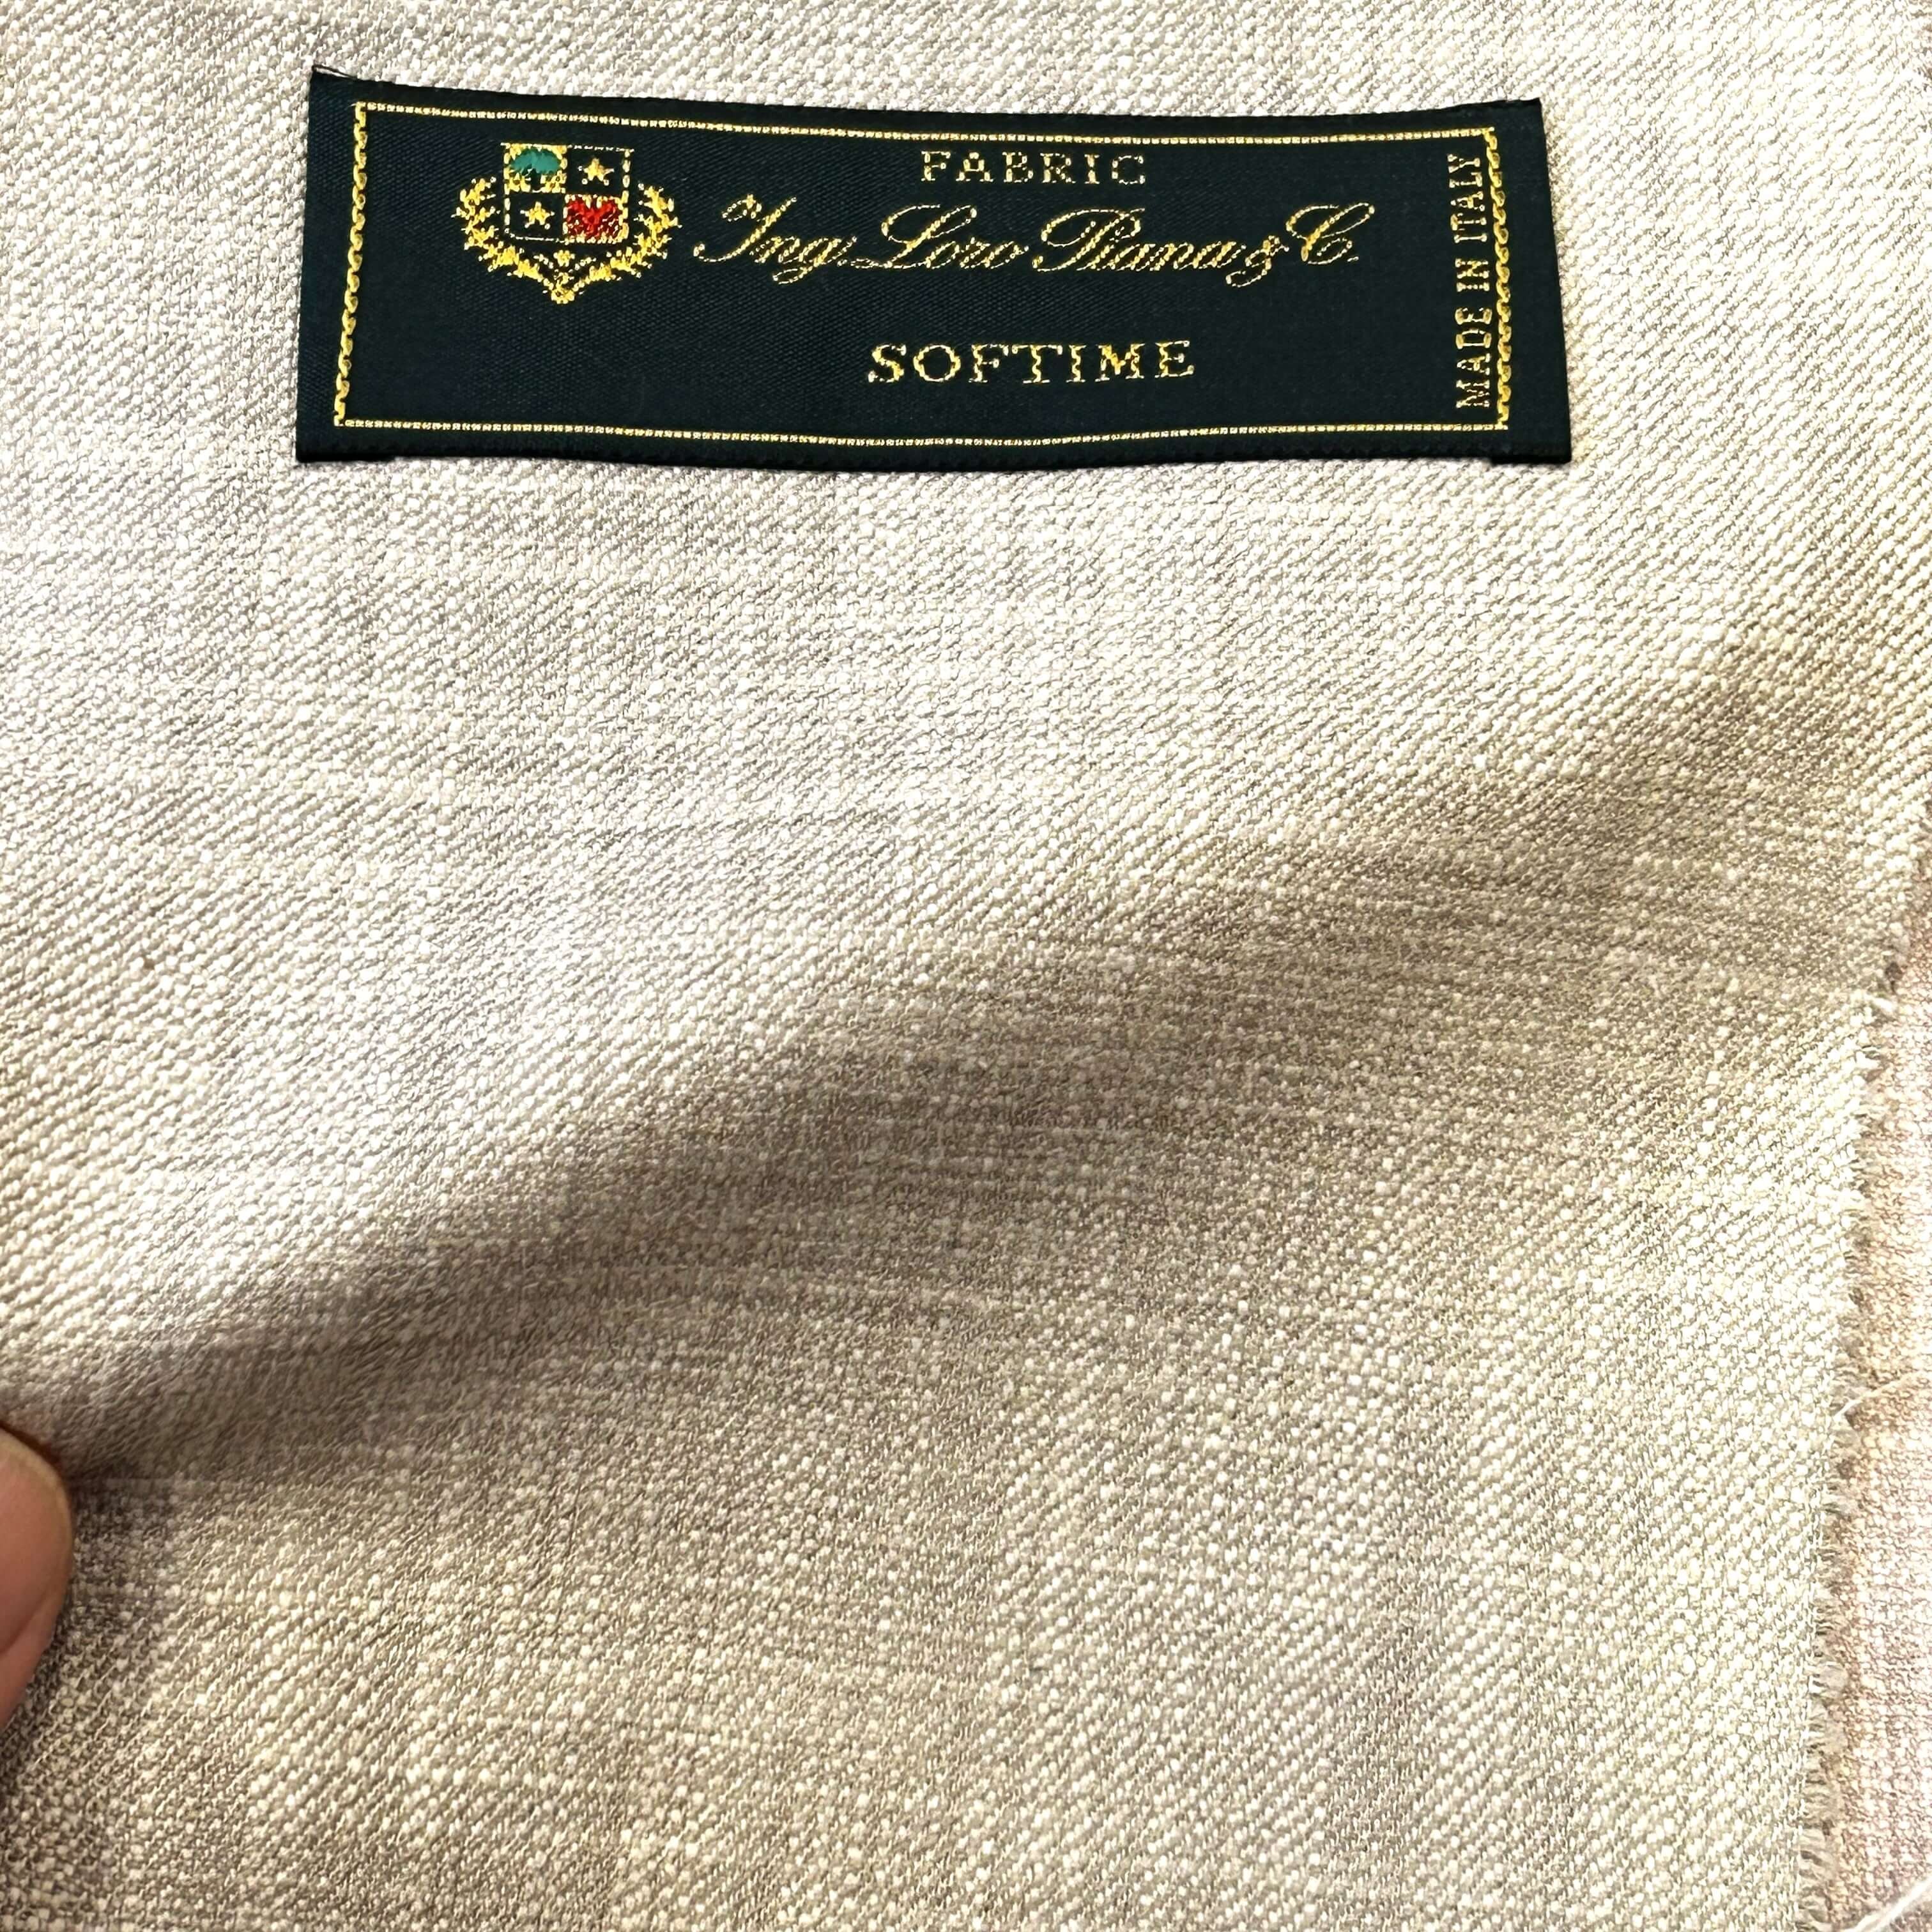 FABRIC
Ing. Loro Piana & C.
SOFTIME
MADE IN ITALY